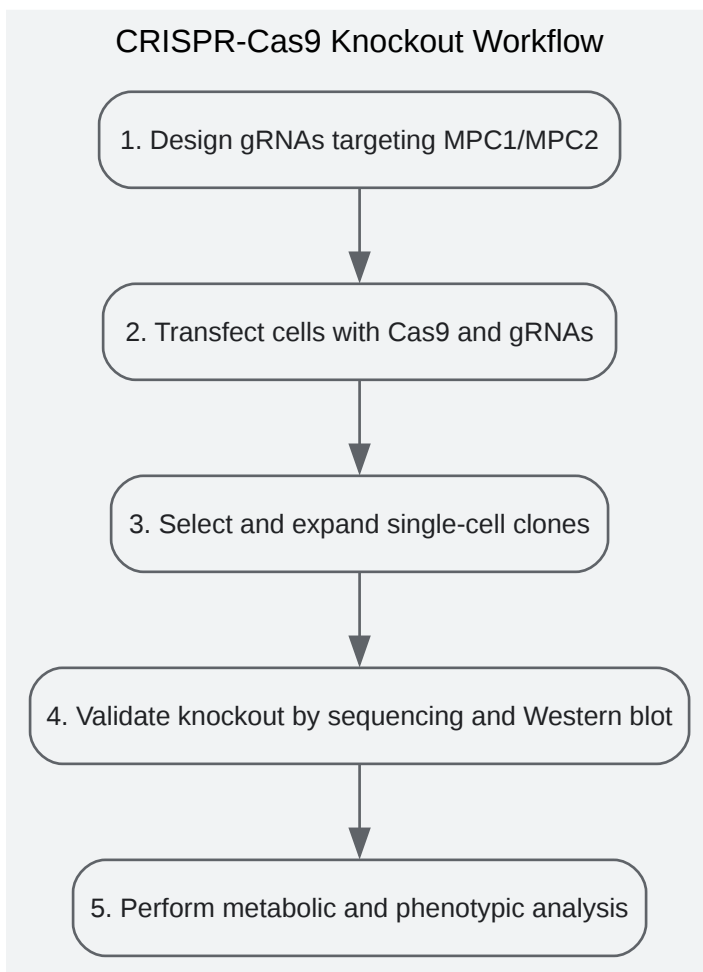 CRISPR-Cas9 Knockout Workflow
1. Design gRNAs targeting MPC1/MPC2
2. Transfect cells with Cas9 and gRNAs
3. Select and expand single-cell clones
4. Validate knockout by sequencing and Western blot
5. Perform metabolic and phenotypic analysis